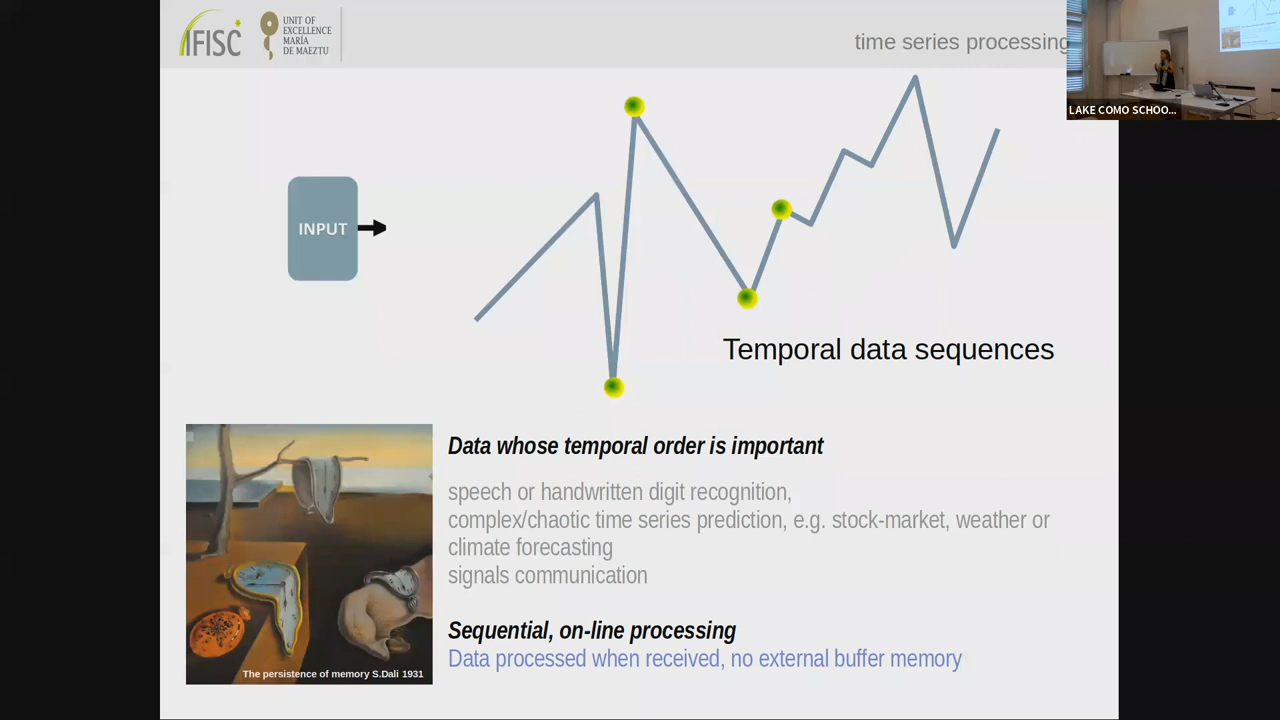 IFISC
UNIT OF
EXCELLENCE
MARÍA
DE MAEZTU
time series processing
LAKE COMO SCHOO...
INPUT
Temporal data sequences
Data whose temporal order is important
speech or handwritten digit recognition,
complex/chaotic time series prediction, e.g. stock-market, weather or
climate forecasting
signals communication
Sequential, on-line processing
Data processed when received, no external buffer memory
The persistence of memory S.Dali 1931